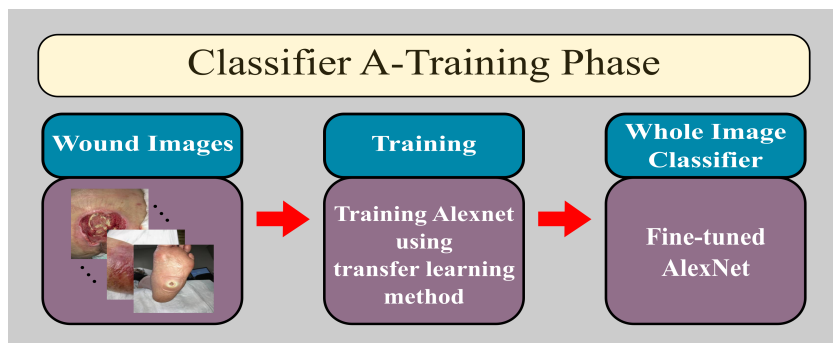 Classifier A-Training Phase
Wound Images
Training
Whole Image
Classifier
Training Alexnet
using
transfer learning
method
Fine-tuned
AlexNet